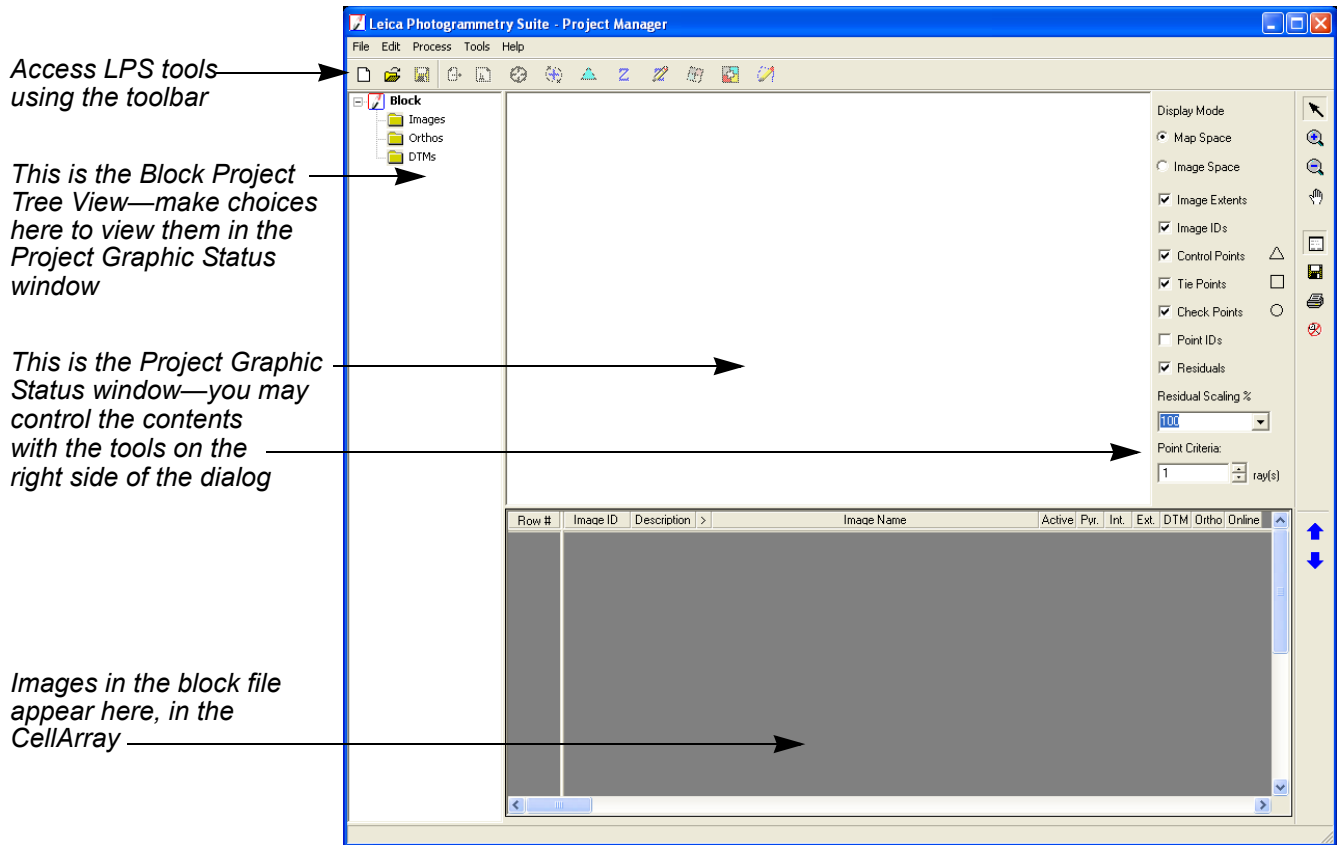 Leica Photogrammetry Suite - Project Manager
File Edit Process Tools Help
Access LPS tools
using the toolbar
Block
Images
Orthos
DTMs
This is the Block Project
Tree View—make choices
here to view them in the
Project Graphic Status
window
This is the Project Graphic
Status window—you may
control the contents
with the tools on the
right side of the dialog
Display Mode
Map Space
Image Space
Image Extents
Image IDs
Control Points
Tie Points
Check Points
Point IDs
Residuals
Residual Scaling %
100
Point Criteria:
1 ray(s)
Row # Image ID Description > Image Name Active Pyr. Int. Ext. DTM Ortho Online
Images in the block file
appear here, in the
CellArray